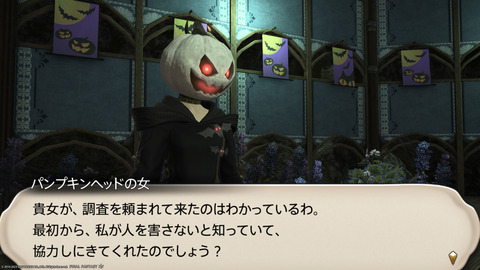 パンプキンヘッドの女
貴女が、調査を頼まれて来たのはわかっているわ。
最初から、私が人を害さないと知っていて、
協力しにきてくれたのでしょう？
FINAL FANTASY XIV